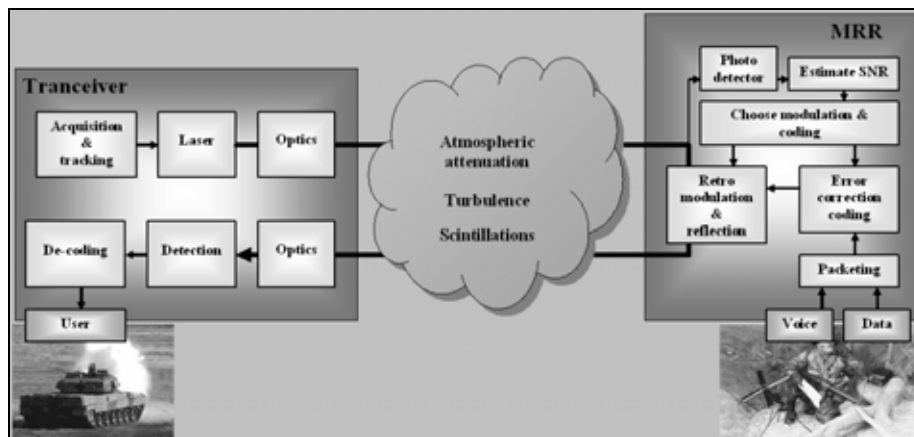 Tranceiver
Acquisition
&
tracking
Laser
Optics
De-coding
Detection
Optics
User
Atmospheric
attenuation
Turbulence
Scintillations
MRR
Photo
detector
Estimate SNR
Choose modulation &
coding
Retro
modulation
&
reflection
Error
correction
coding
Packeting
Voice
Data